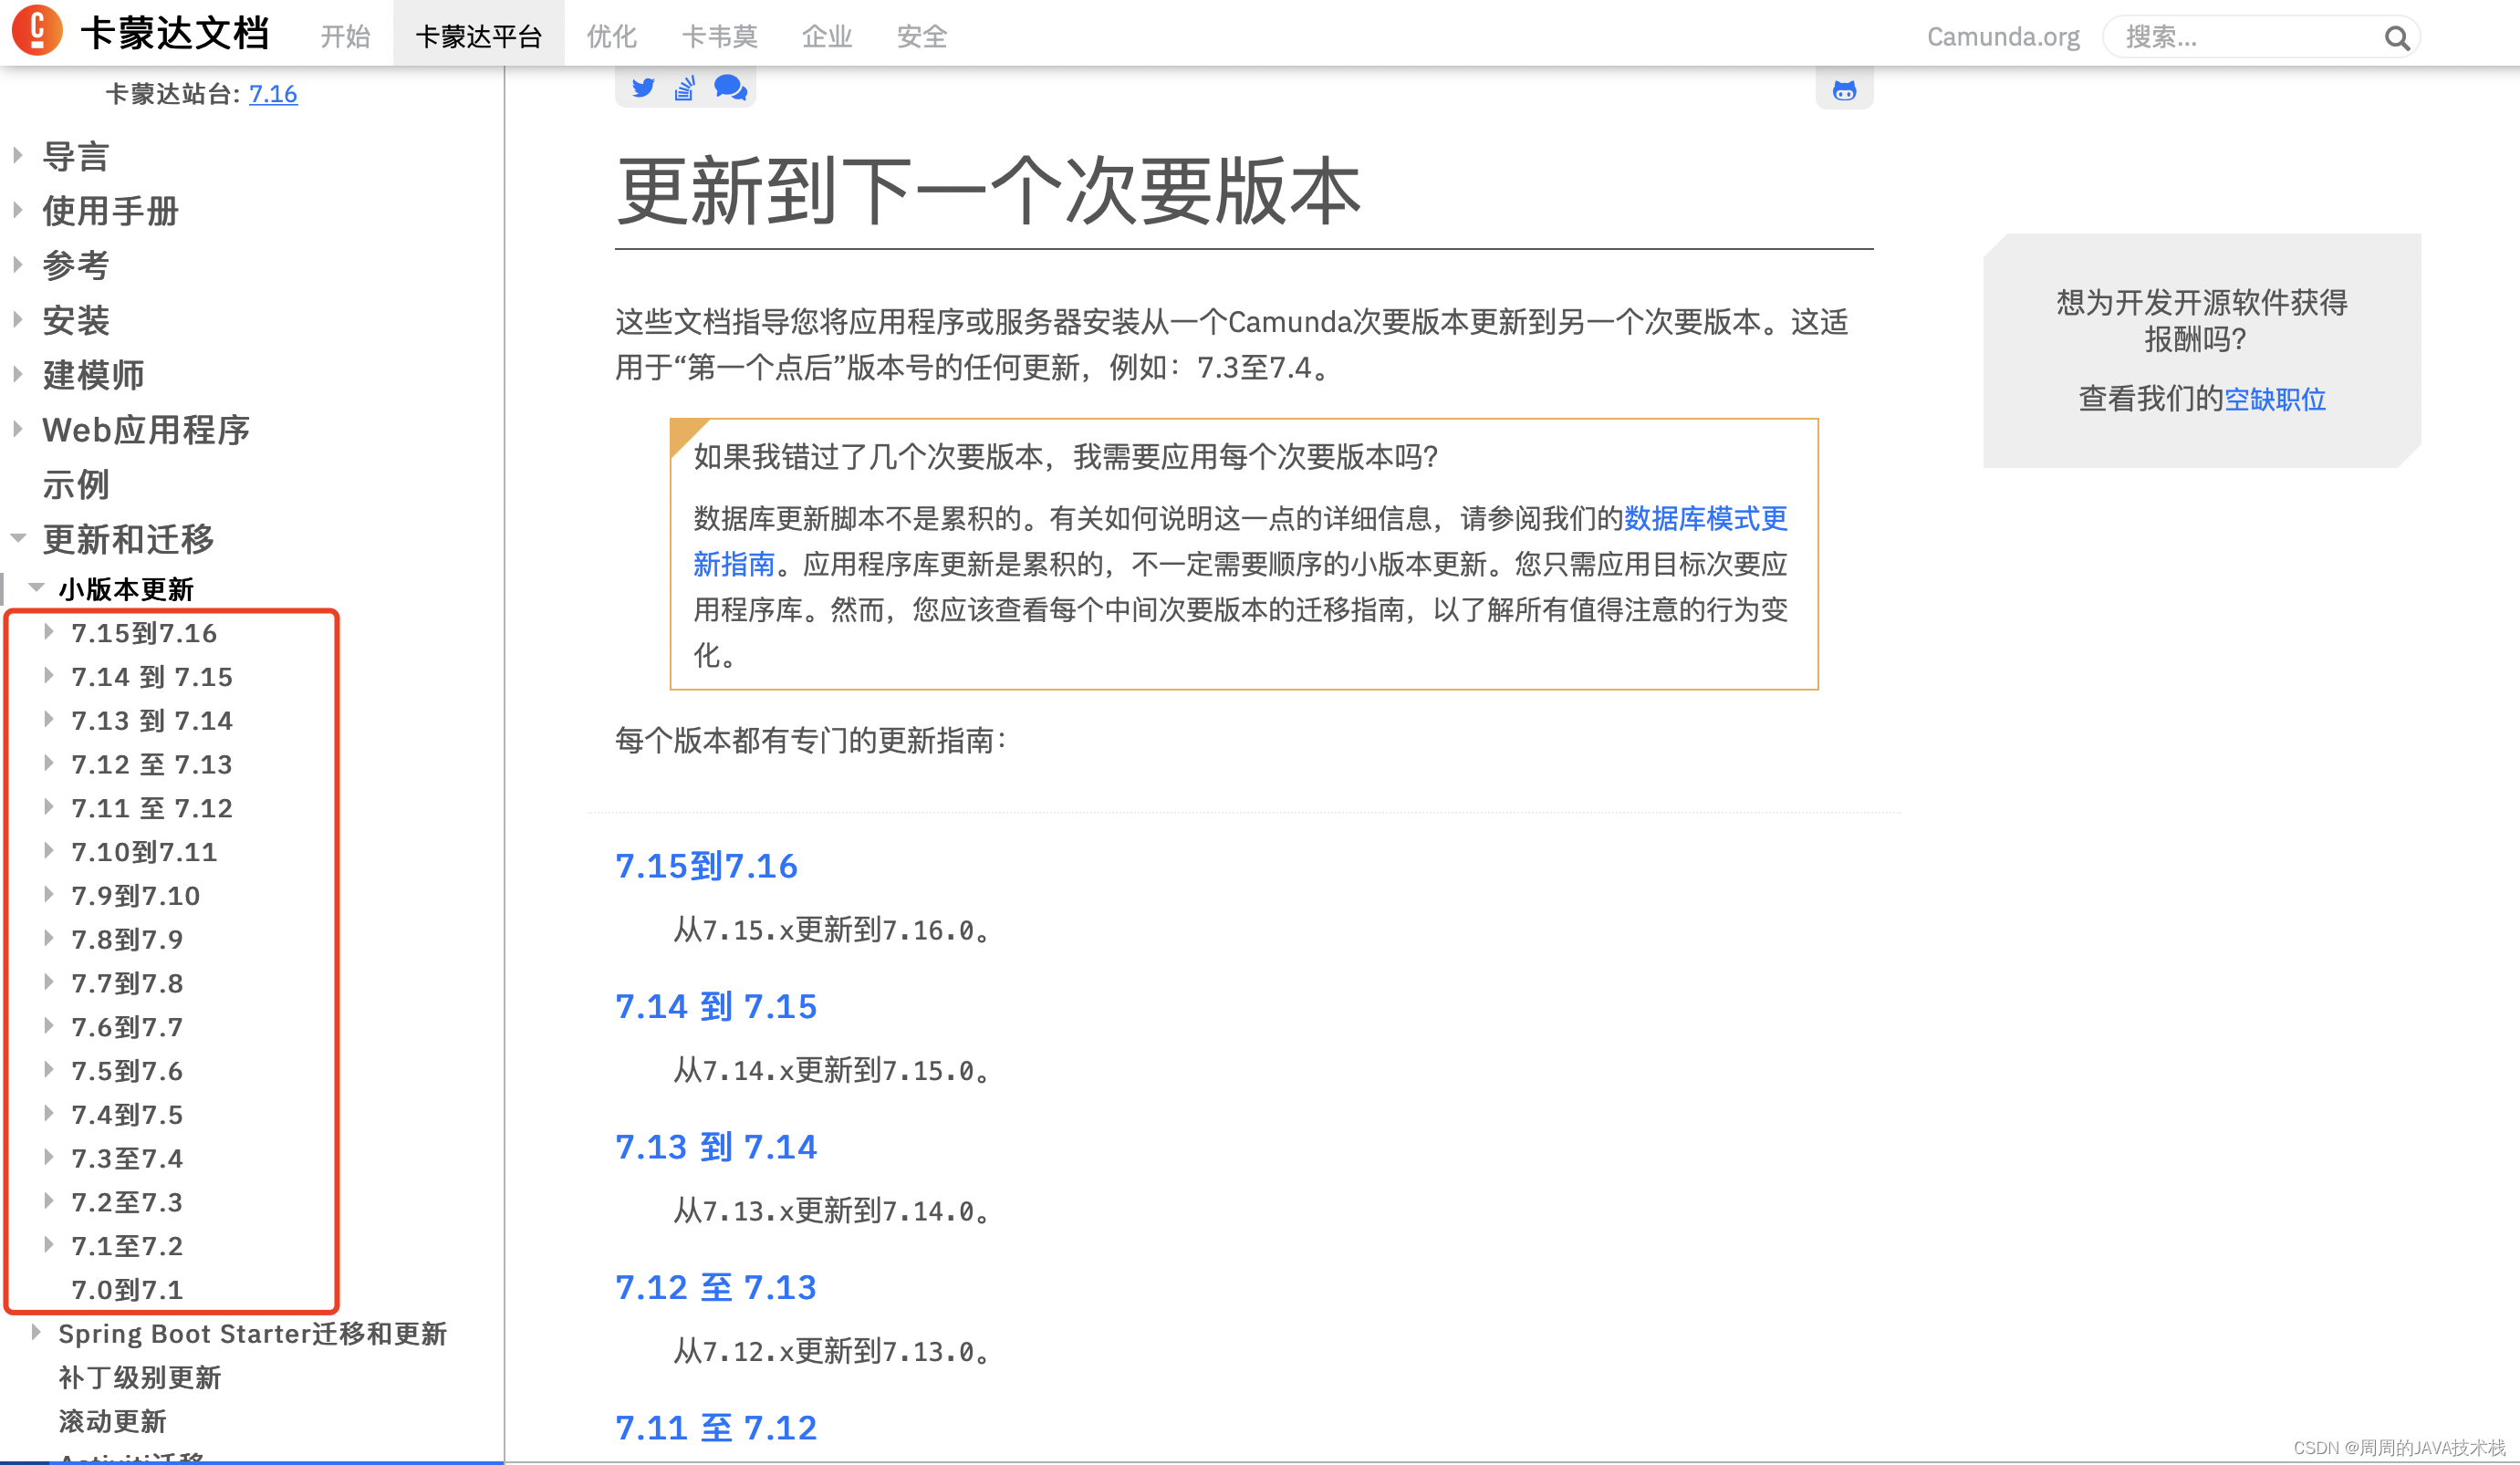 卡蒙达文档
开始
卡蒙达平台
优化
卡韦莫
企业
安全
Camunda.org
搜索...
卡蒙达站台: 7.16
导言
使用手册
参考
安装
建模师
Web应用程序
示例
更新和迁移
小版本更新
7.15到7.16
7.14 到 7.15
7.13 到 7.14
7.12 至 7.13
7.11 至 7.12
7.10到7.11
7.9到7.10
7.8到7.9
7.7到7.8
7.6到7.7
7.5到7.6
7.4到7.5
7.3至7.4
7.2至7.3
7.1至7.2
7.0到7.1
Spring Boot Starter迁移和更新
补丁级别更新
滚动更新
Activiti迁移
更新到下一个次要版本
这些文档指导您将应用程序或服务器安装从一个Camunda次要版本更新到另一个次要版本。这适
用于“第一个点后”版本号的任何更新，例如：7.3至7.4。
如果我错过了几个次要版本，我需要应用每个次要版本吗?
数据库更新脚本不是累积的。有关如何说明这一点的详细信息，请参阅我们的数据库模式更
新指南。应用程序库更新是累积的，不一定需要顺序的小版本更新。您只需应用目标次要应
用程序库。然而，您应该查看每个中间次要版本的迁移指南，以了解所有值得注意的行为变
化。
每个版本都有专门的更新指南：
7.15到7.16
从7.15.x更新到7.16.0。
7.14 到 7.15
从7.14.x更新到7.15.0。
7.13 到 7.14
从7.13.x更新到7.14.0。
7.12 至 7.13
从7.12.x更新到7.13.0。
7.11 至 7.12
想为开发开源软件获得
报酬吗?
查看我们的空缺职位
CSDN @周周的JAVA技术栈